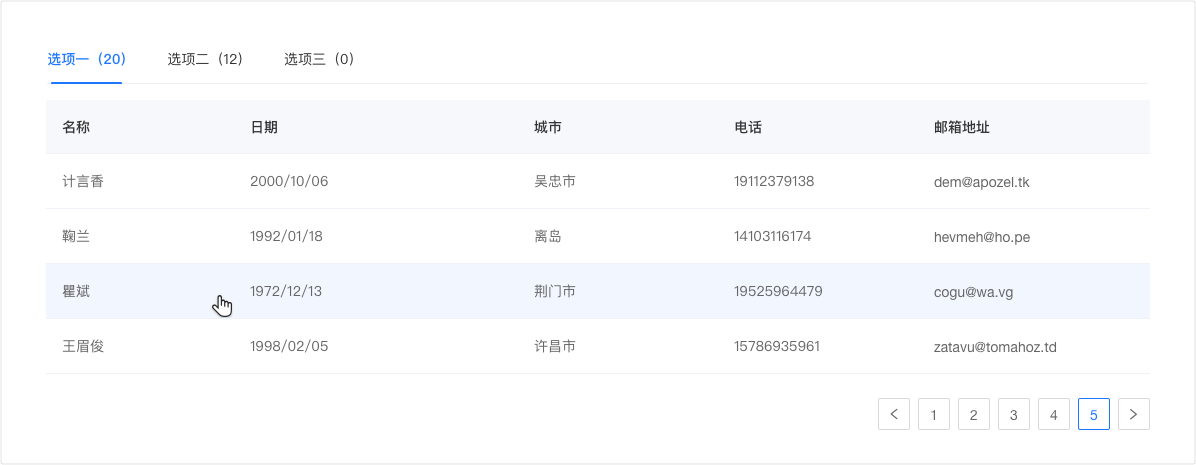 选项一（20） 选项二（12） 选项三（0）
名称 日期 城市 电话 邮箱地址
计言香 2000/10/06 吴忠市 19112379138 dem@apozel.tk
鞠兰 1992/01/18 离岛 14103116174 hevmeh@ho.pe
瞿斌 1972/12/13 荆门市 19525964479 cogu@wa.vg
王眉俊 1998/02/05 许昌市 15786935961 zatavu@tomahoz.td
1 2 3 4 5